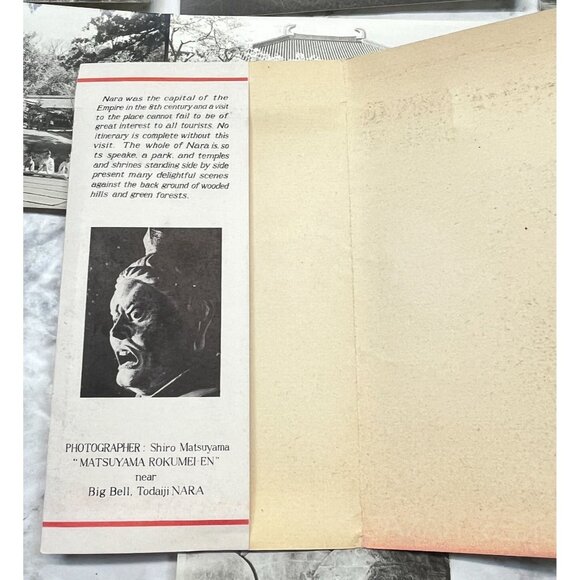 Nara was the capital of the
Empire in the 8th century and a visit
to the place cannot fail to be of
great interest to all tourists. No
itinerary is complete without this
visit. The whole of Nara is, so
ts speake, a park, and temples
and shrines standing side by side
present many delightful scenes
against the back ground of wooded
hills and green forests.
PHOTOGRAPHER: Shiro Matsuyama
"MATSUYAMA ROKUMEI-EN"
near
Big Bell, Todaiji NARA